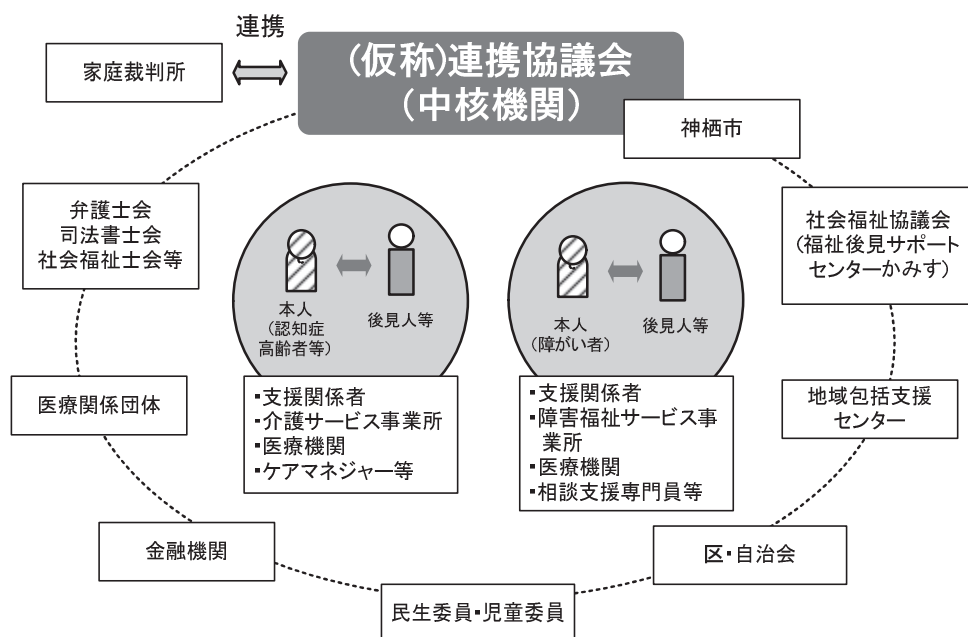 連携
家庭裁判所
(仮称)連携協議会
(中核機関)
神栖市
弁護士会
司法書士会
社会福祉士会等
社会福祉協議会
(福祉後見サポート
センターかみす)
本人
(認知症
高齢者等)
後見人等
本人
(障がい者)
後見人等
医療関係団体
・支援関係者
・介護サービス事業所
・医療機関
・ケアマネジャー等
・支援関係者
・障害福祉サービス事
業所
・医療機関
・相談支援専門員等
地域包括支援
センター
金融機関
区・自治会
民生委員・児童委員